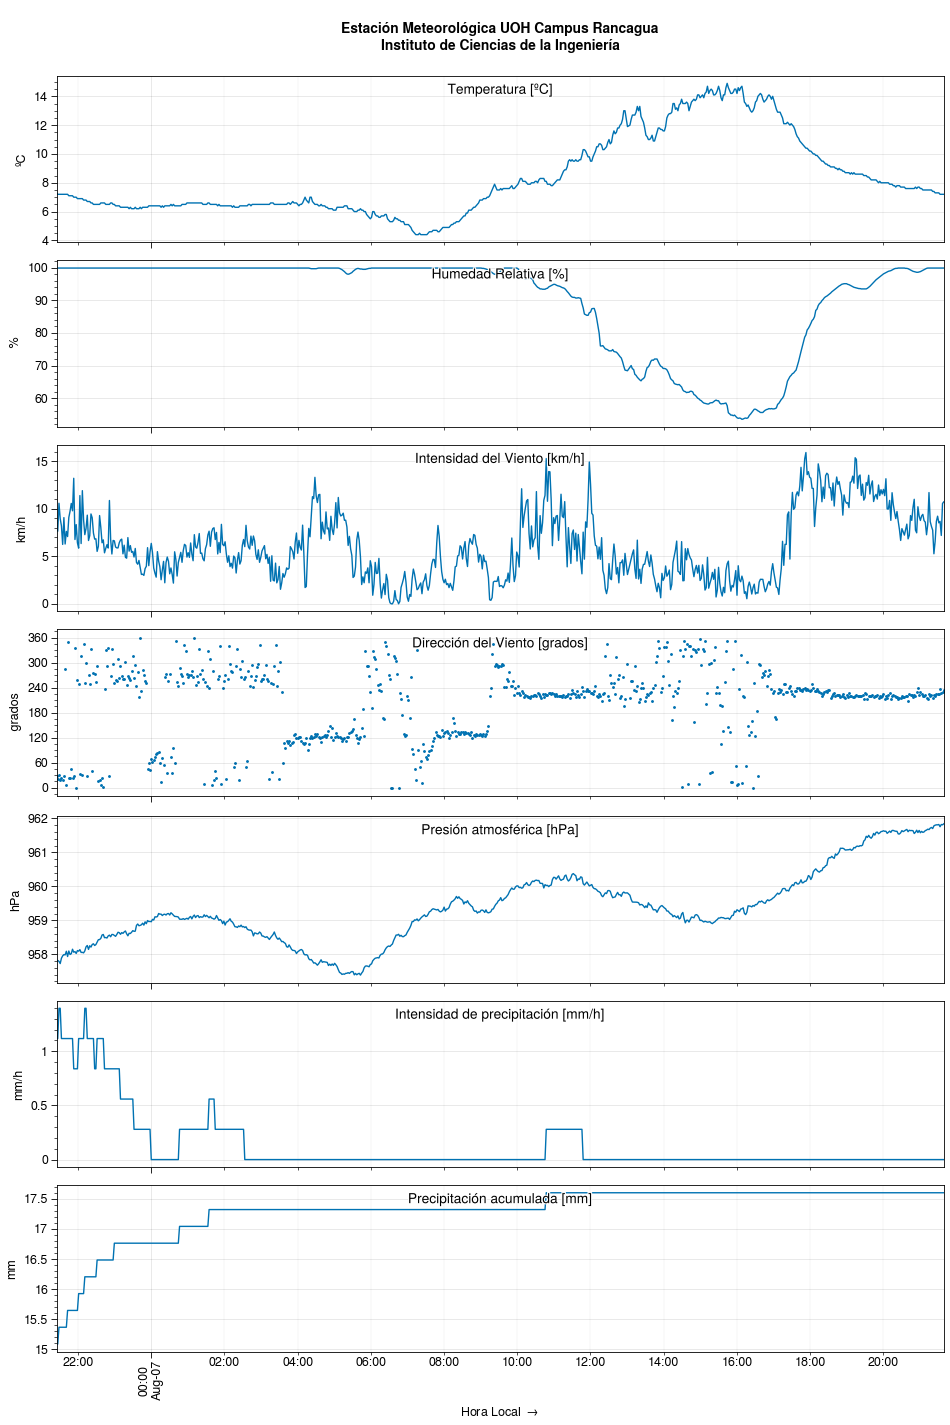 Estación Meteorológica UOH Campus Rancagua
Instituto de Ciencias de la Ingeniería
Temperatura [ºC]
14
12
10
8
6
4
ºC
Humedad Relativa [%]
100
90
80
70
60
%
Intensidad del Viento [km/h]
15
10
5
0
km/h
Dirección del Viento [grados]
360
300
240
180
120
60
0
grados
Presión atmosférica [hPa]
962
961
960
959
958
hPa
Intensidad de precipitación [mm/h]
1
0.5
0
mm/h
Precipitación acumulada [mm]
17.5
17
16.5
16
15.5
15
mm
22:00
00:00
Aug-07
02:00
04:00
06:00
08:00
10:00
12:00
14:00
16:00
18:00
20:00
Hora Local →